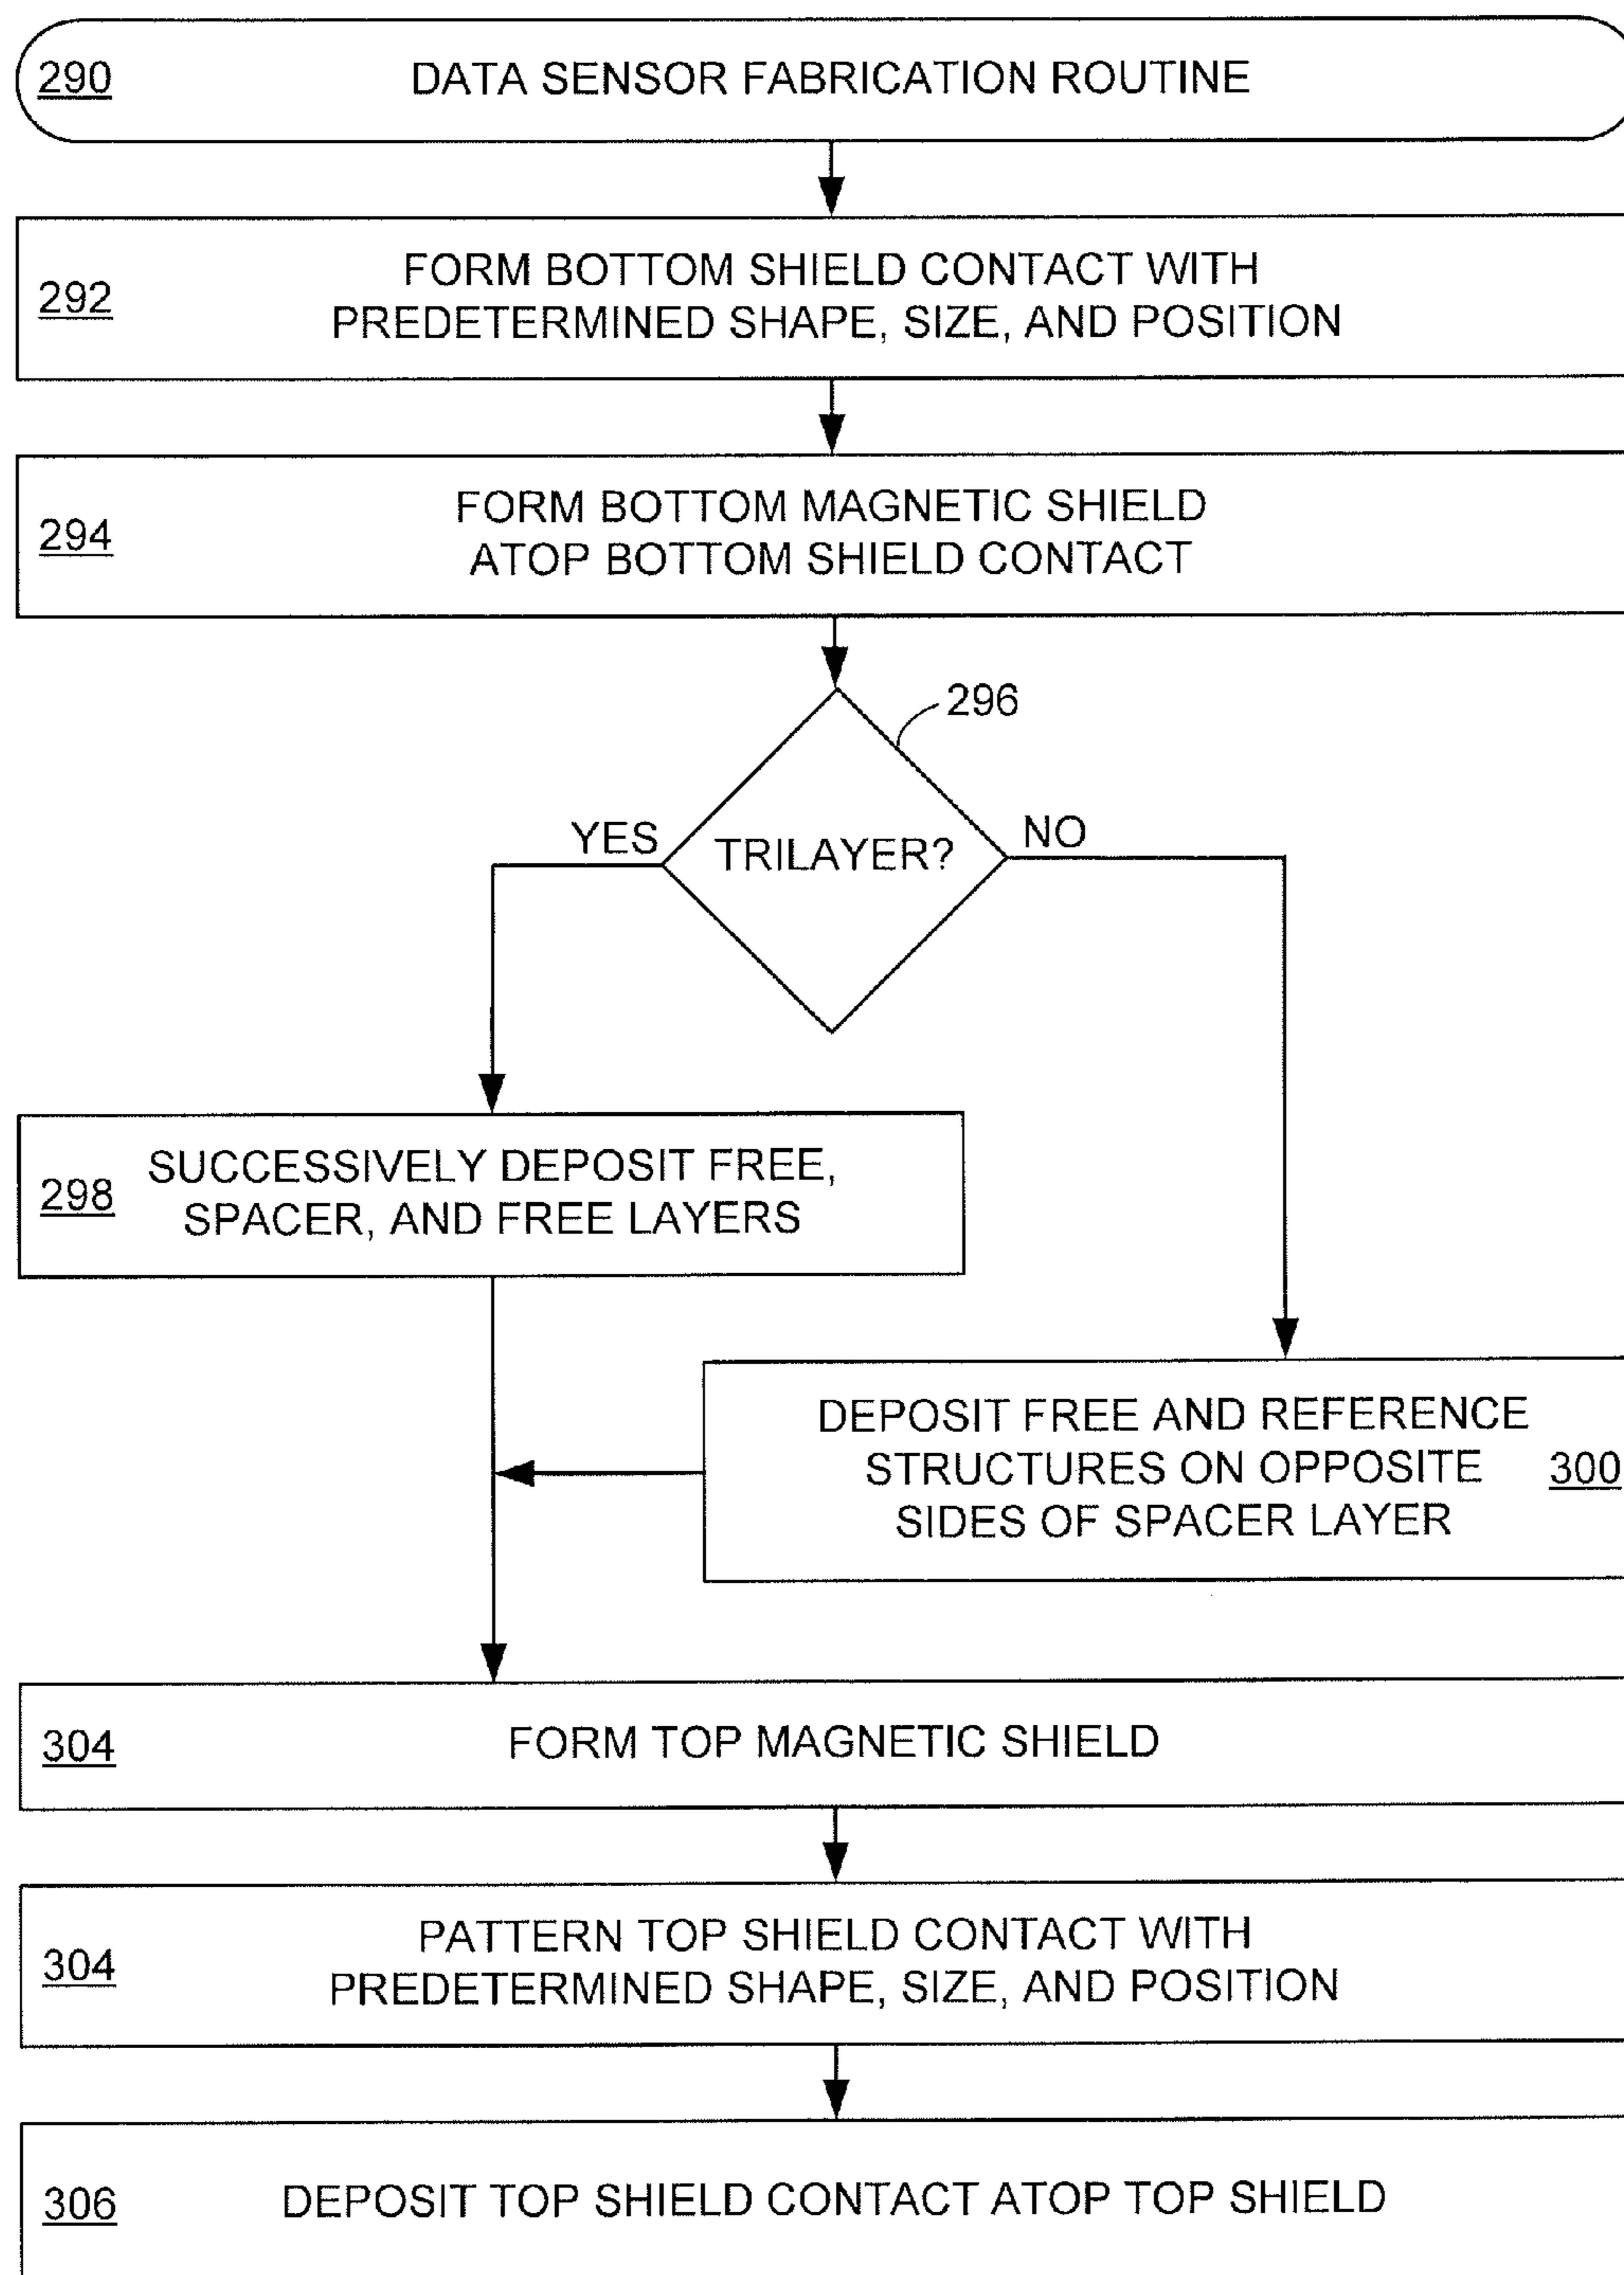 290 DATA SENSOR FABRICATION ROUTINE
FORM BOTTOM SHIELD CONTACT WITH
292
PREDETERMINED SHAPE, SIZE, AND POSITION
FORM BOTTOM MAGNETIC SHIELD
294
ATOP BOTTOM SHIELD CONTACT
296
YES
TRILAYER?
NO
SUCCESSIVELY DEPOSIT FREE,
298
SPACER, AND FREE LAYERS
DEPOSIT FREE AND REFERENCE
STRUCTURES ON OPPOSITE
300
SIDES OF SPACER LAYER
304 FORM TOP MAGNETIC SHIELD
PATTERN TOP SHIELD CONTACT WITH
304
PREDETERMINED SHAPE, SIZE, AND POSITION
306 DEPOSIT TOP SHIELD CONTACT ATOP TOP SHIELD